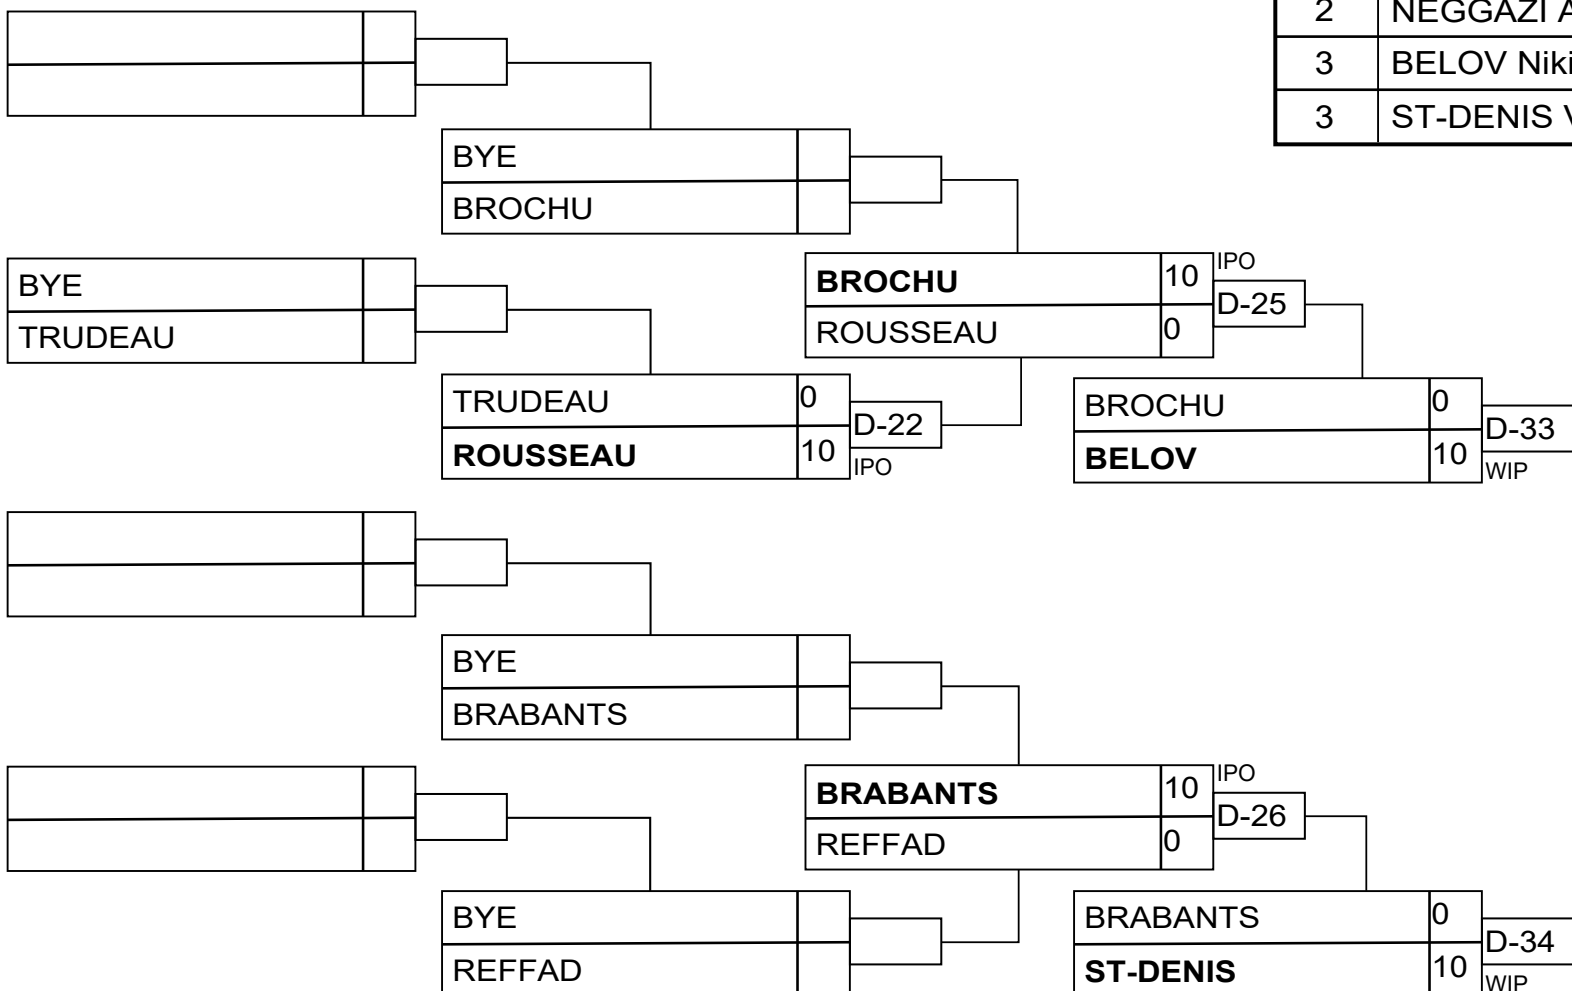 2 NEGGAZI A
3 BELOV Niki
3 ST-DENIS V
BYE
BROCHU
BYE
TRUDEAU
BROCHU 10 IPO
D-25
ROUSSEAU 0
TRUDEAU 0
D-22
ROUSSEAU 10 IPO
BROCHU 0
D-33
BELOV 10 WIP
BYE
BRABANTS
BRABANTS 10 IPO
D-26
REFFAD 0
BYE
REFFAD
BRABANTS 0
D-34
ST-DENIS 10 WIP